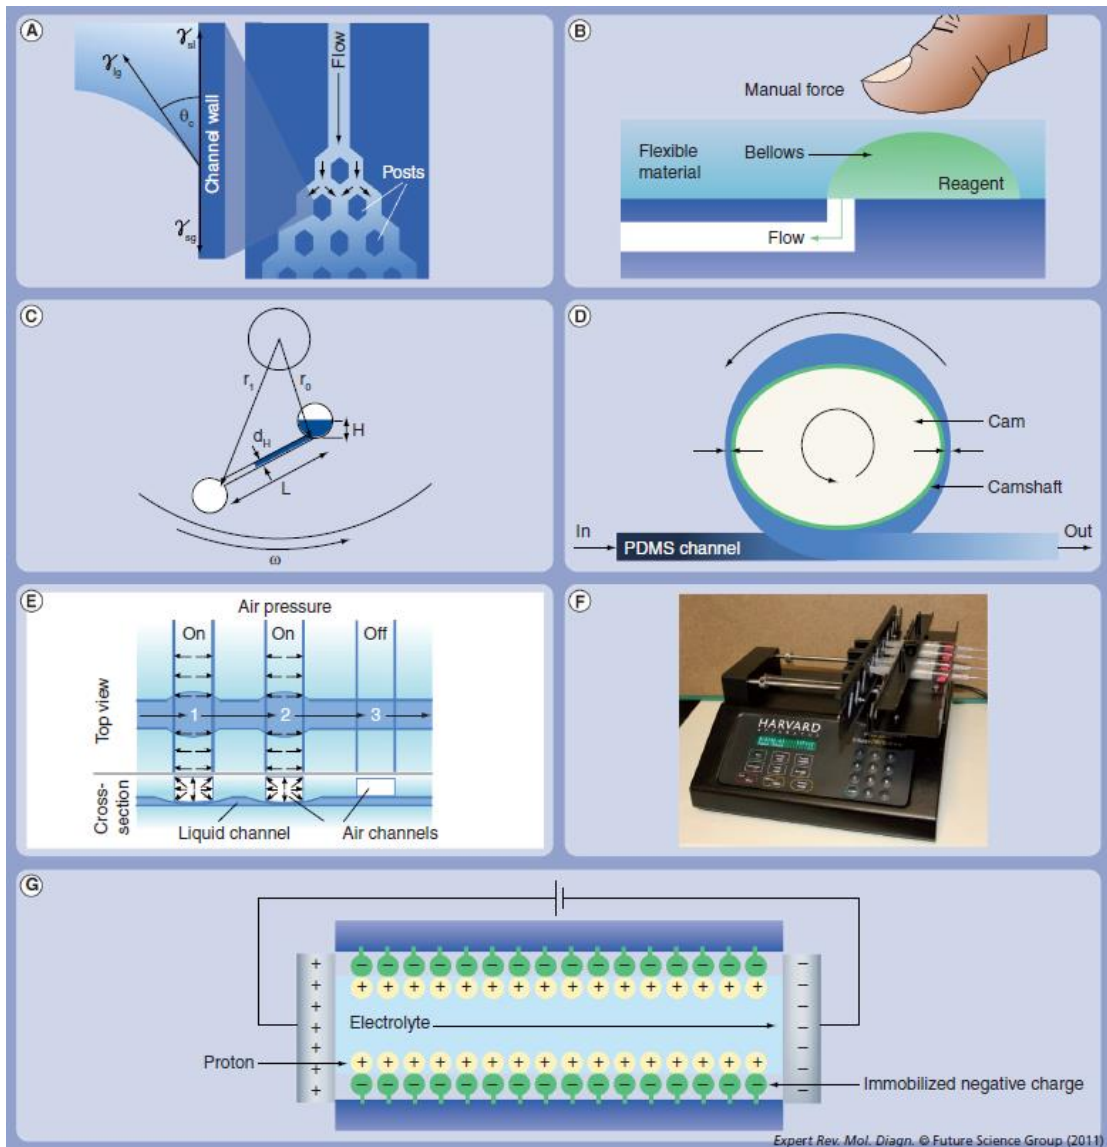 A
γsl
γlg
θc
Channel wall
γsg
Flow
Posts
B
Manual force
Flexible
material
Bellows
Reagent
Flow
C
r1
r0
dH
H
L
ω
D
Cam
Camshaft
In
PDMS channel
Out
E
Air pressure
On
On
Off
Top view
1
2
3
Cross-
section
Liquid channel
Air channels
F
HARVARD
G
+ − − − − − − − − − − − − − − − − −
+ + + + + + + + + + + + + + + + + −
Electrolyte
Proton
+ + + + + + + + + + + + + + + + + −
+ − − − − − − − − − − − − − − − − −
Immobilized negative charge
Expert Rev. Mol. Diagn. © Future Science Group (2011)